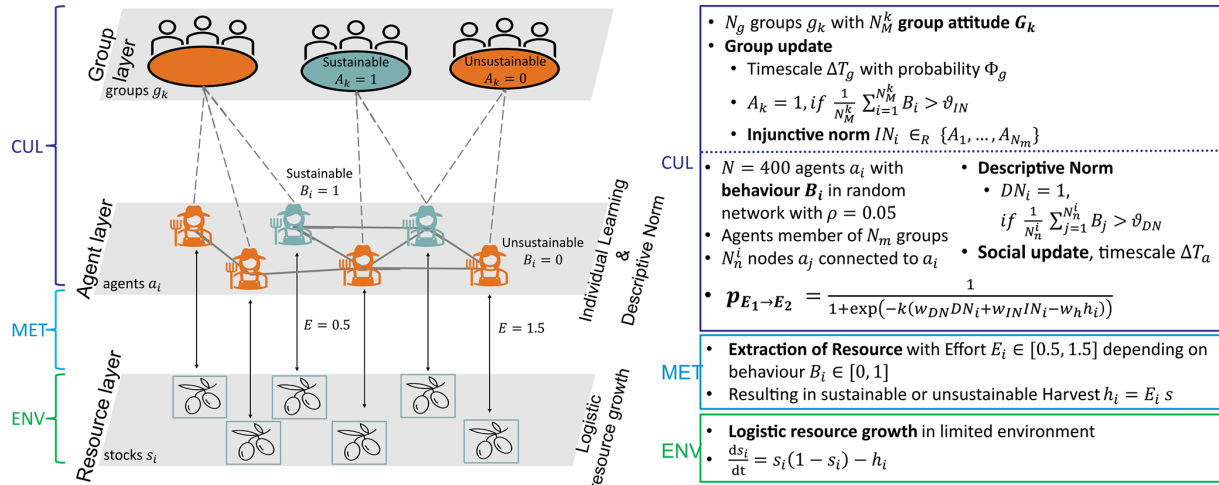 Group
layer
groups g_k
Sustainable
A_k = 1
Unsustainable
A_k = 0
CUL
Sustainable
B_i = 1
Agent layer
agents a_i
Unsustainable
B_i = 0
Individual Learning
&
Descriptive Norm
MET
E = 0.5
E = 1.5
ENV
Resource layer
stocks s_i
Logistic
resource growth
• N_g groups g_k with N_M^k group attitude G_k
• Group update
• Timescale ΔT_g with probability Φ_g
• A_k = 1, if 1/N_M^k ∑_{i=1}^{N_M^k} B_i > ϑ_IN
• Injunctive norm IN_i ∈_R {A_1, … , A_{N_m}}
CUL
• N = 400 agents a_i with
behaviour B_i in random
network with ρ = 0.05
• Agents member of N_m groups
• N_n^i nodes a_j connected to a_i
• Descriptive Norm
• DN_i = 1,
if 1/N_n^i ∑_{j=1}^{N_n^i} B_j > ϑ_DN
• Social update, timescale ΔT_a
• p_{E_1→E_2} = 1/(1+exp(−k(w_DN DN_i+w_IN IN_i−w_h h_i))
MET
• Extraction of Resource with Effort E_i ∈ [0.5, 1.5] depending on
behaviour B_i ∈ [0, 1]
• Resulting in sustainable or unsustainable Harvest h_i = E_i s
ENV
• Logistic resource growth in limited environment
• ds_i/dt = s_i(1 − s_i) − h_i